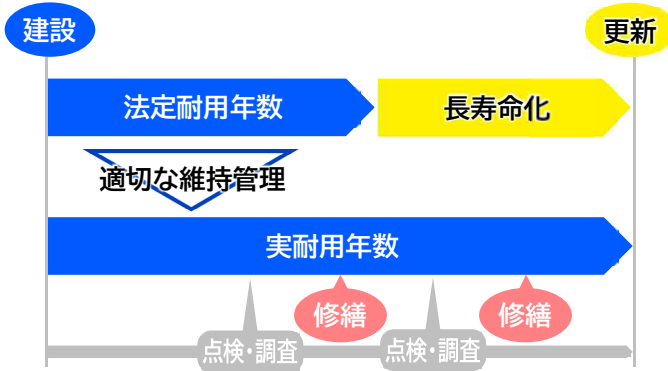 建設
更新
法定耐用年数
長寿命化
適切な維持管理
実耐用年数
修繕
修繕
点検・調査
点検・調査